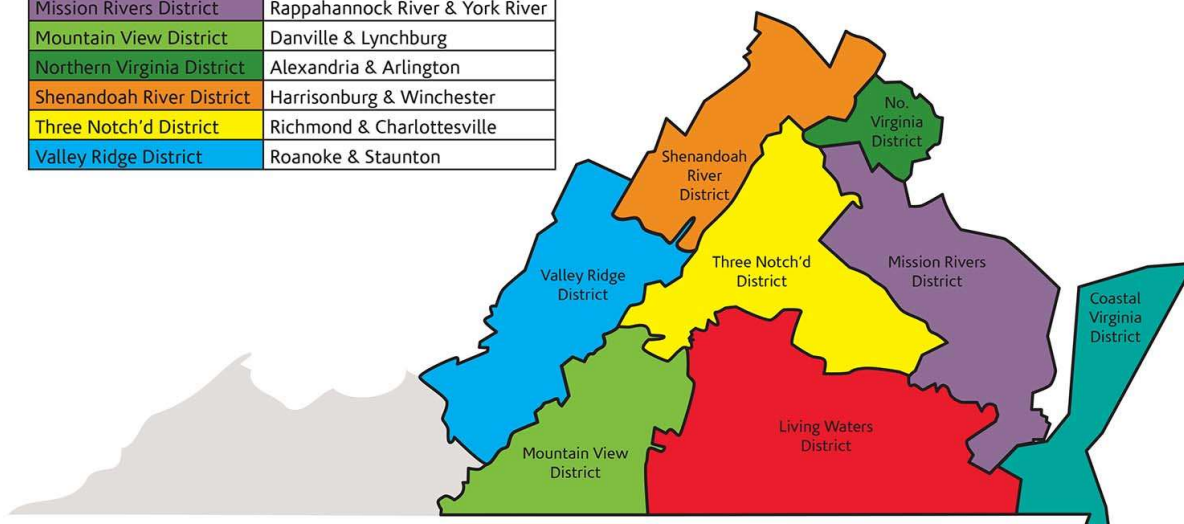 Mission Rivers District Rappahannock River & York River
Mountain View District Danville & Lynchburg
Northern Virginia District Alexandria & Arlington
Shenandoah River District Harrisonburg & Winchester
Three Notch'd District Richmond & Charlottesville
Valley Ridge District Roanoke & Staunton
No.
Virginia
District
Shenandoah
River
District
Valley Ridge
District
Three Notch'd
District
Mission Rivers
District
Coastal
Virginia
District
Mountain View
District
Living Waters
District